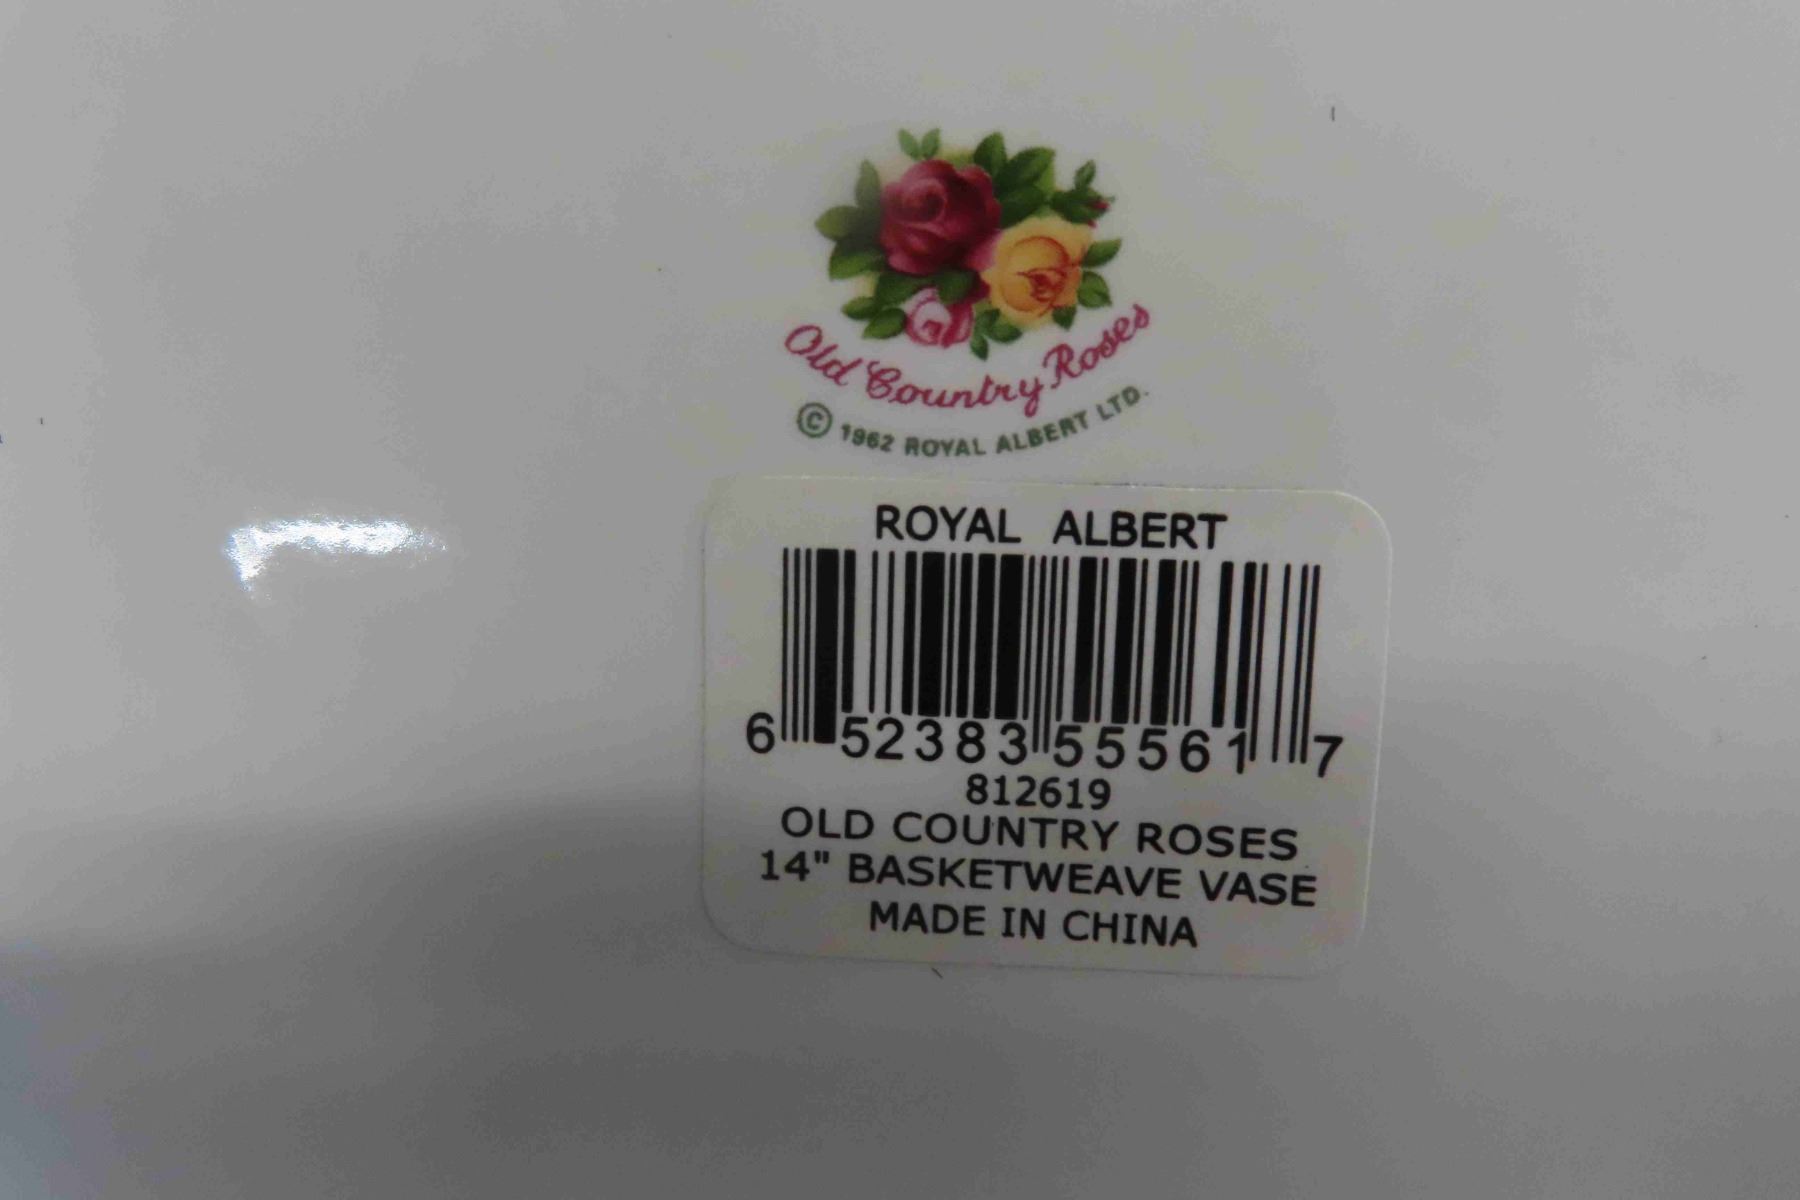 Old Country Roses
© 1962 ROYAL ALBERT LTD.
ROYAL ALBERT
6 52383 55561 7
812619
OLD COUNTRY ROSES
14" BASKETWEAVE VASE
MADE IN CHINA